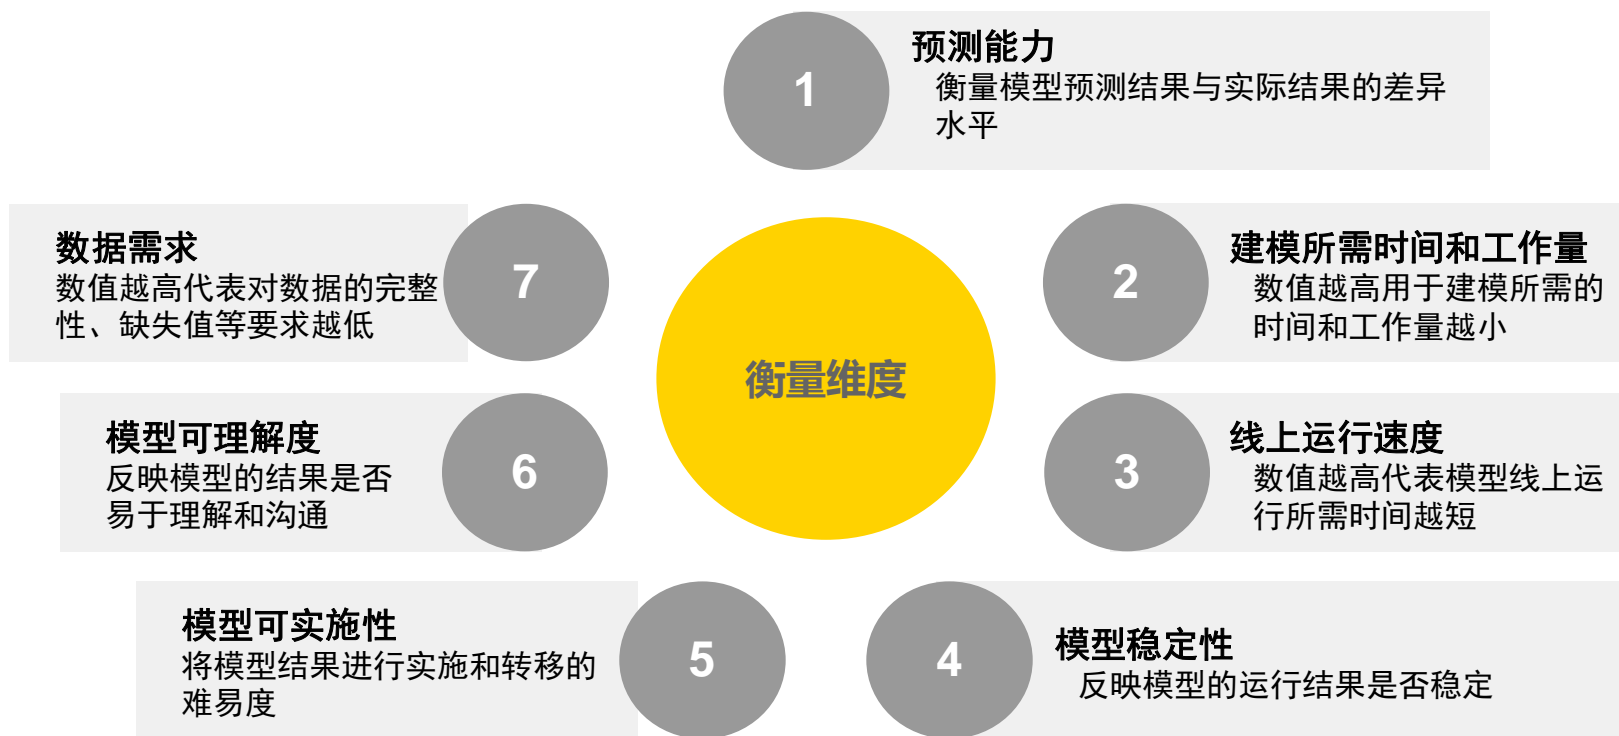 1
预测能力
衡量模型预测结果与实际结果的差异
水平
2
建模所需时间和工作量
数值越高用于建模所需的
时间和工作量越小
3
线上运行速度
数值越高代表模型线上运
行所需时间越短
4
模型稳定性
反映模型的运行结果是否稳定
5
模型可实施性
将模型结果进行实施和转移的
难易度
6
模型可理解度
反映模型的结果是否
易于理解和沟通
7
数据需求
数值越高代表对数据的完整
性、缺失值等要求越低
衡量维度